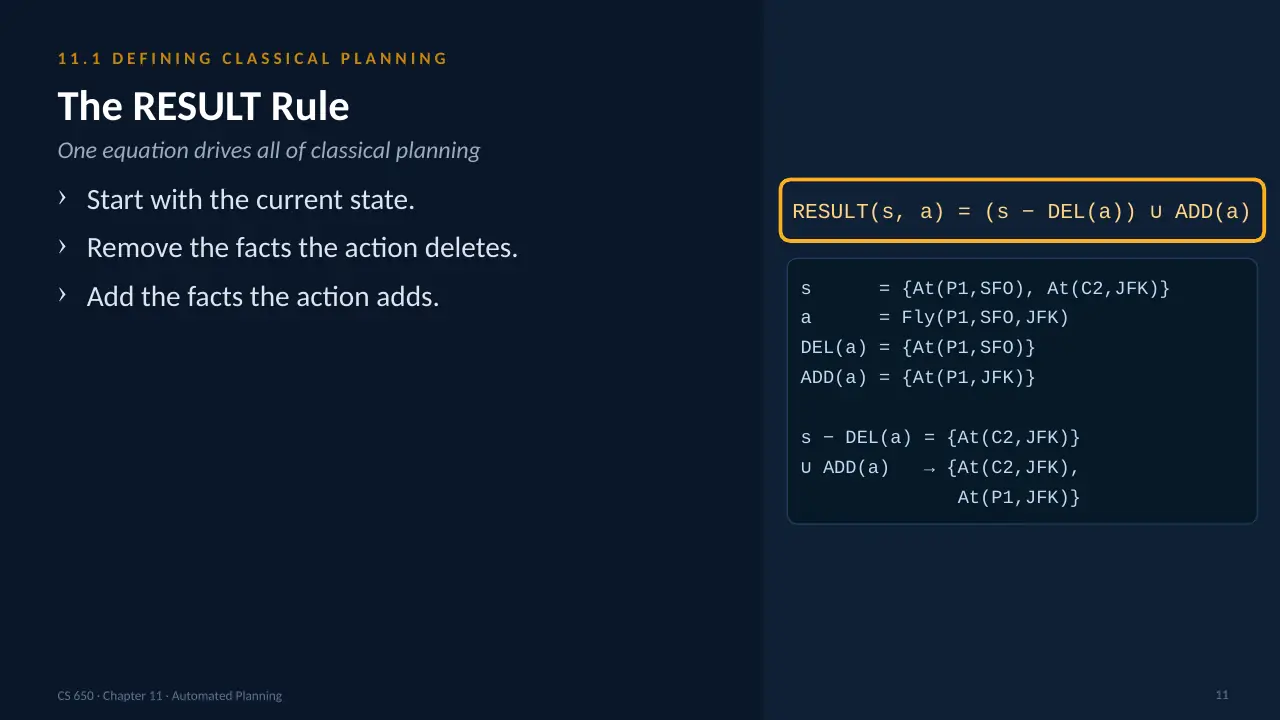 11.1 DEFINING CLASSICAL PLANNING
The RESULT Rule
One equation drives all of classical planning
› Start with the current state.
› Remove the facts the action deletes.
› Add the facts the action adds.
RESULT(s, a) = (s − DEL(a)) ∪ ADD(a)
s      = {At(P1,SFO), At(C2,JFK)}
a      = Fly(P1,SFO,JFK)
DEL(a) = {At(P1,SFO)}
ADD(a) = {At(P1,JFK)}
s − DEL(a) = {At(C2,JFK)}
∪ ADD(a)   → {At(C2,JFK),
              At(P1,JFK)}
CS 650 · Chapter 11 · Automated Planning
11